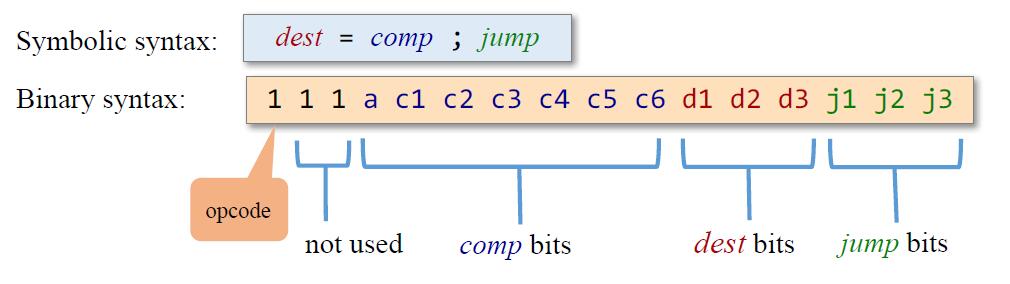 Symbolic syntax: dest = comp ; jump
Binary syntax: 1 1 1 a c1 c2 c3 c4 c5 c6 d1 d2 d3 j1 j2 j3
opcode
not used comp bits dest bits jump bits